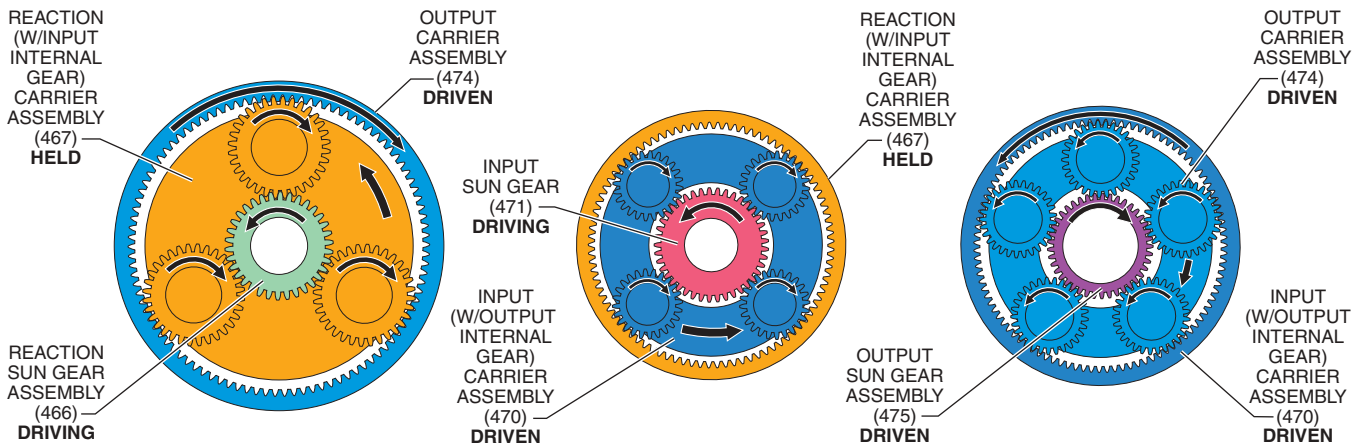 REACTION
(W/INPUT
INTERNAL
GEAR)
CARRIER
ASSEMBLY
(467)
HELD
OUTPUT
CARRIER
ASSEMBLY
(474)
DRIVEN
REACTION
SUN GEAR
ASSEMBLY
(466)
DRIVING
INPUT
SUN GEAR
(471)
DRIVING
REACTION
(W/INPUT
INTERNAL
GEAR)
CARRIER
ASSEMBLY
(467)
HELD
INPUT
(W/OUTPUT
INTERNAL
GEAR)
CARRIER
ASSEMBLY
(470)
DRIVEN
OUTPUT
CARRIER
ASSEMBLY
(474)
DRIVEN
OUTPUT
SUN GEAR
ASSEMBLY
(475)
DRIVEN
INPUT
(W/OUTPUT
INTERNAL
GEAR)
CARRIER
ASSEMBLY
(470)
DRIVEN